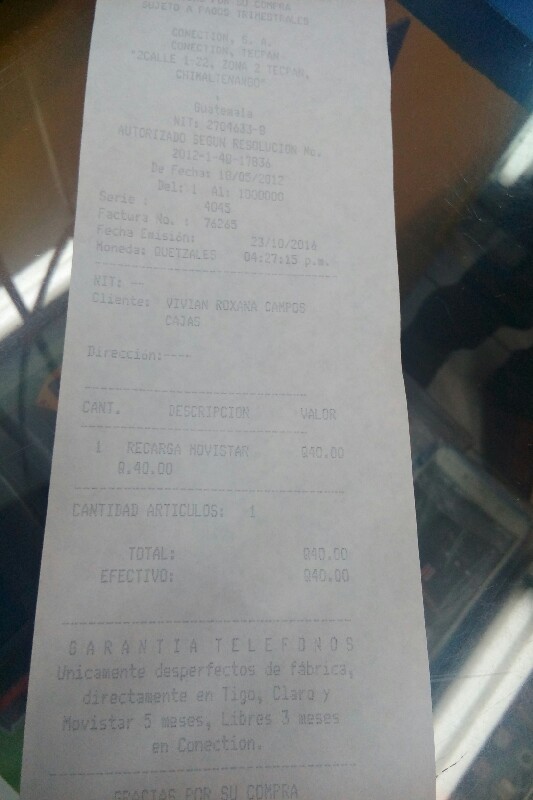 POR SU COMPRA
SUJETO A PAGOS TRIMESTRALES
CONECTION, S. A.
CONECTION, TECPAN
"2CALLE 1-22, ZONA 2 TECPAN,
CHIMALTENANGO"
Guatemala
NIT: 2704633-8
AUTORIZADO SEGUN RESOLUCION No.
2012-1-40-17836
De Fecha: 18/05/2012
Del: 1 Al: 1000000
Serie : 4045
Factura No. : 76265
Fecha Emisión: 23/10/2014
Moneda: QUETZALES 04:27:15 p.m.
NIT: --
Cliente: VIVIAN ROXANA CAMPOS
CAJAS
Direccion:----
CANT. DESCRIPCION VALOR
1 RECARGA MOVISTAR Q40.00
Q.40.00
CANTIDAD ARTICULOS: 1
TOTAL: Q40.00
EFECTIVO: Q40.00
GARANTIA TELEFONOS
Unicamente desperfectos de fábrica,
directamente en Tigo, Claro y
Movistar 5 meses, Libres 3 meses
en Conection.
GRACIAS POR SU COMPRA